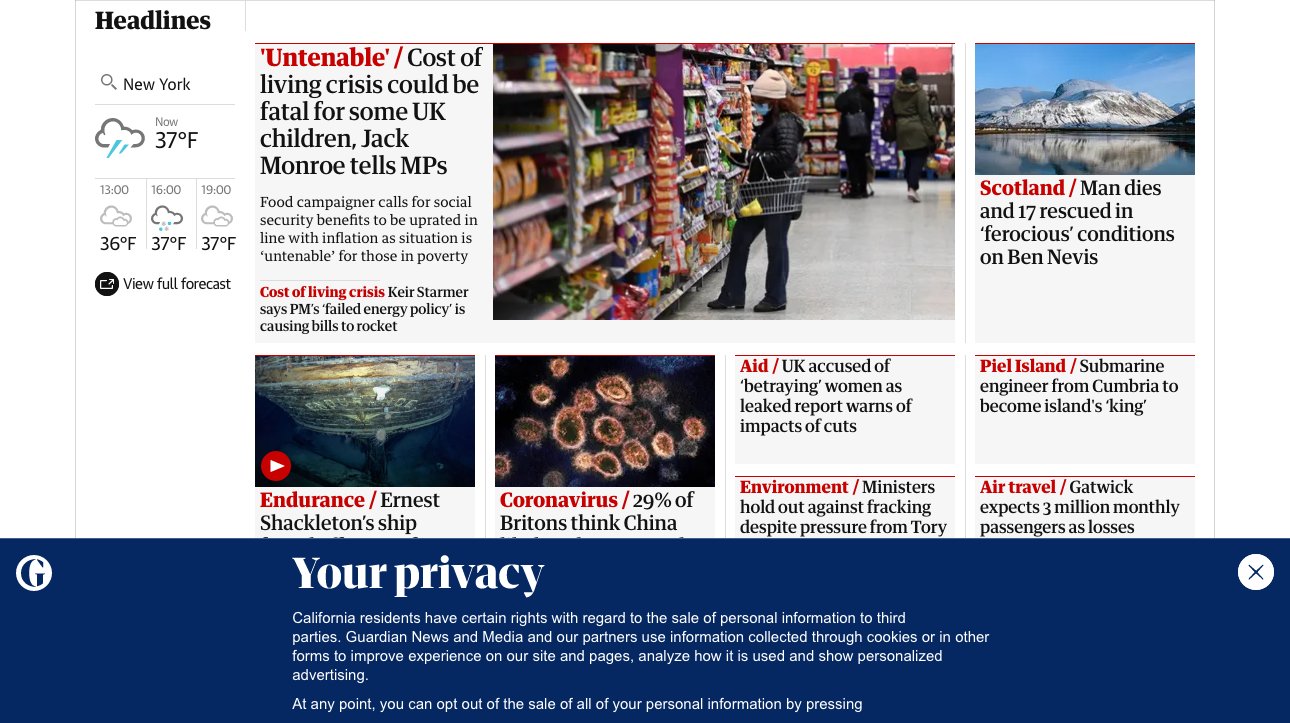 Headlines
New York
Now
37°F
13:00
16:00
19:00
36°F
37°F
37°F
View full forecast
'Untenable' / Cost of
living crisis could be
fatal for some UK
children, Jack
Monroe tells MPs
Food campaigner calls for social
security benefits to be uprated in
line with inflation as situation is
‘untenable’ for those in poverty
Cost of living crisis Keir Starmer
says PM’s ‘failed energy policy’ is
causing bills to rocket
Scotland / Man dies
and 17 rescued in
‘ferocious’ conditions
on Ben Nevis
Endurance / Ernest
Shackleton’s ship
Coronavirus / 29% of
Britons think China
Aid / UK accused of
‘betraying’ women as
leaked report warns of
impacts of cuts
Environment / Ministers
hold out against fracking
despite pressure from Tory
Piel Island / Submarine
engineer from Cumbria to
become island's ‘king’
Air travel / Gatwick
expects 3 million monthly
passengers as losses
Your privacy
California residents have certain rights with regard to the sale of personal information to third
parties. Guardian News and Media and our partners use information collected through cookies or in other
forms to improve experience on our site and pages, analyze how it is used and show personalized
advertising.
At any point, you can opt out of the sale of all of your personal information by pressing